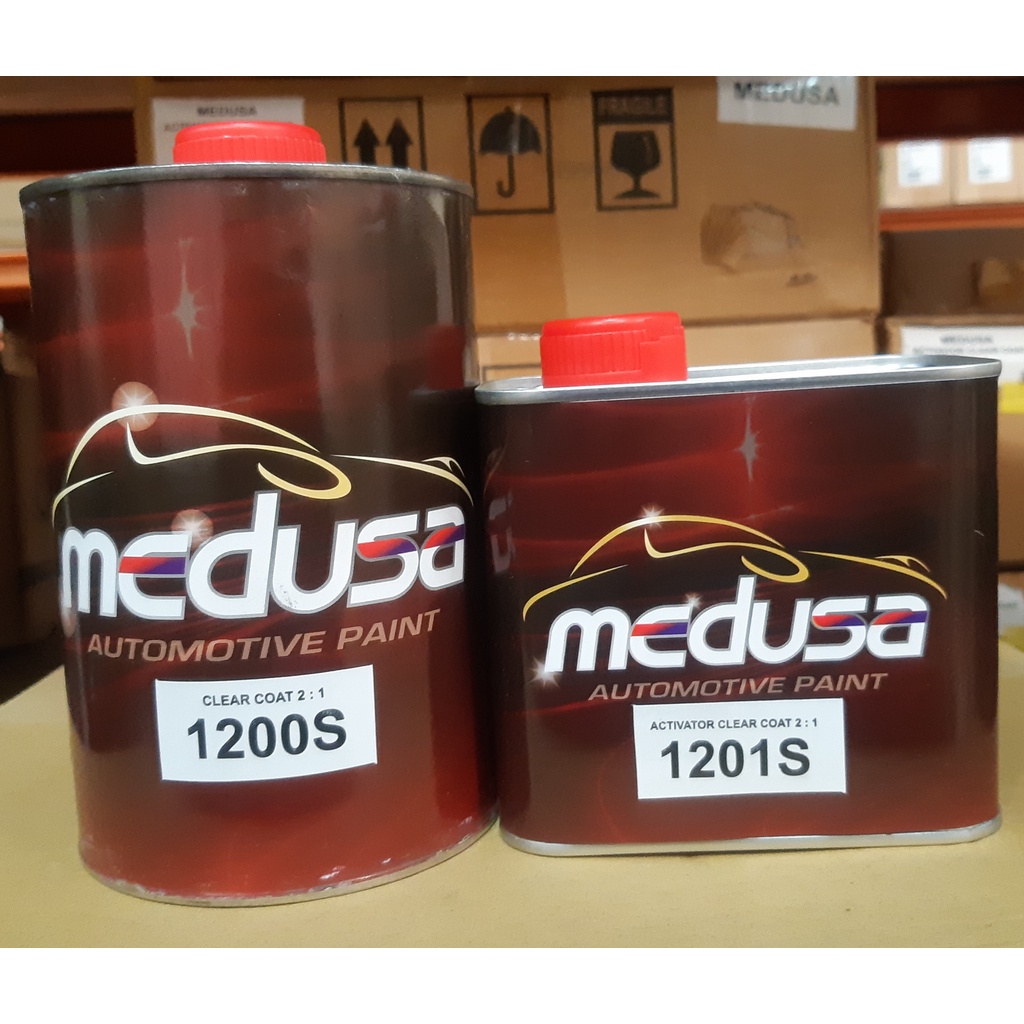 MEDUSA
FRAGILE
MEDUSA
MEDUSA
medusa
AUTOMOTIVE PAINT
CLEAR COAT 2 : 1
1200S
medusa
AUTOMOTIVE PAINT
ACTIVATOR CLEAR COAT 2 : 1
1201S